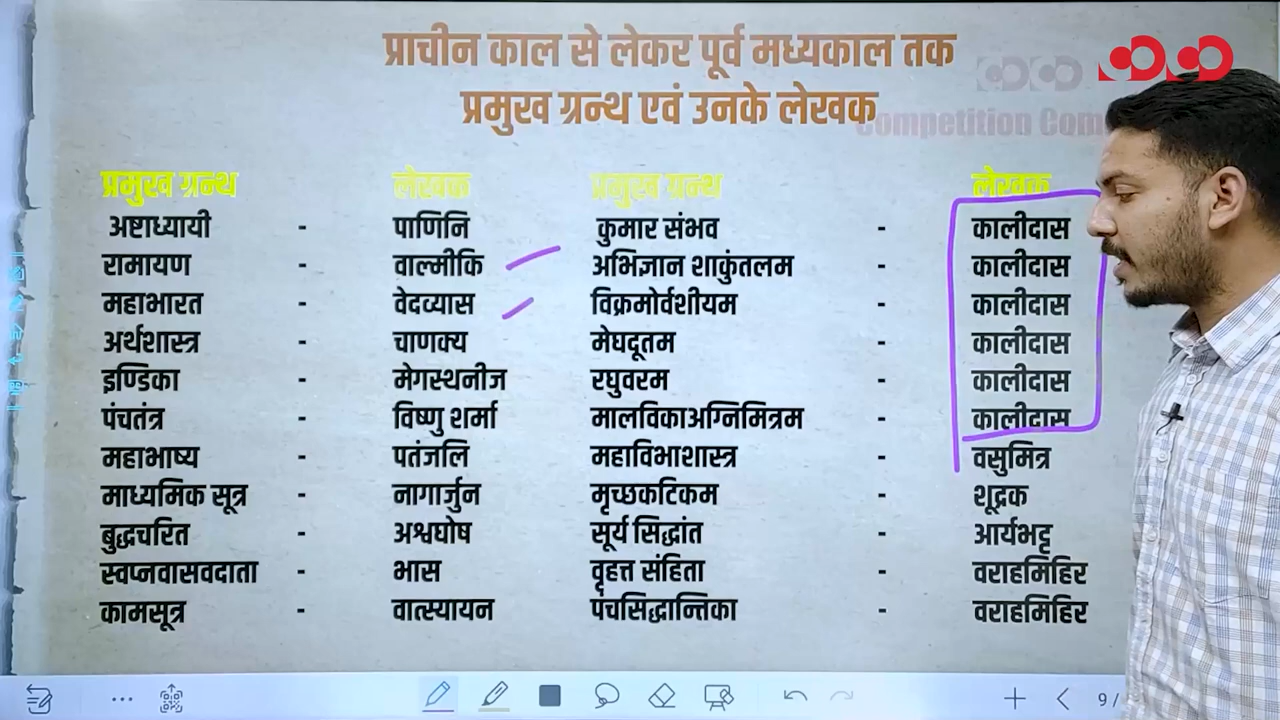 प्राचीन काल से लेकर पूर्व मध्यकाल तक
प्रमुख ग्रन्थ एवं उनके लेखक
प्रमुख ग्रन्थ लेखक प्रमुख ग्रन्थ लेखक
अष्टाध्यायी - पाणिनि कुमार संभव - कालीदास
रामायण - वाल्मीकि अभिज्ञान शाकुंतलम - कालीदास
महाभारत - वेदव्यास विक्रमोर्वशीयम - कालीदास
अर्थशास्त्र - चाणक्य मेघदूतम - कालीदास
इण्डिका - मेगस्थनीज रघुवरम - कालीदास
पंचतंत्र - विष्णु शर्मा मालविकाअग्निमित्रम - कालीदास
महाभाष्य - पतंजलि महाविभाशास्त्र - वसुमित्र
माध्यमिक सूत्र - नागार्जुन मृच्छकटिकम - शूद्रक
बुद्धचरित - अश्वघोष सूर्य सिद्धांत - आर्यभट्ट
स्वप्नवासवदाता - भास वृहत्त संहिता - वराहमिहिर
कामसूत्र - वात्स्यायन पंचसिद्धान्तिका - वराहमिहिर
Competition
9/